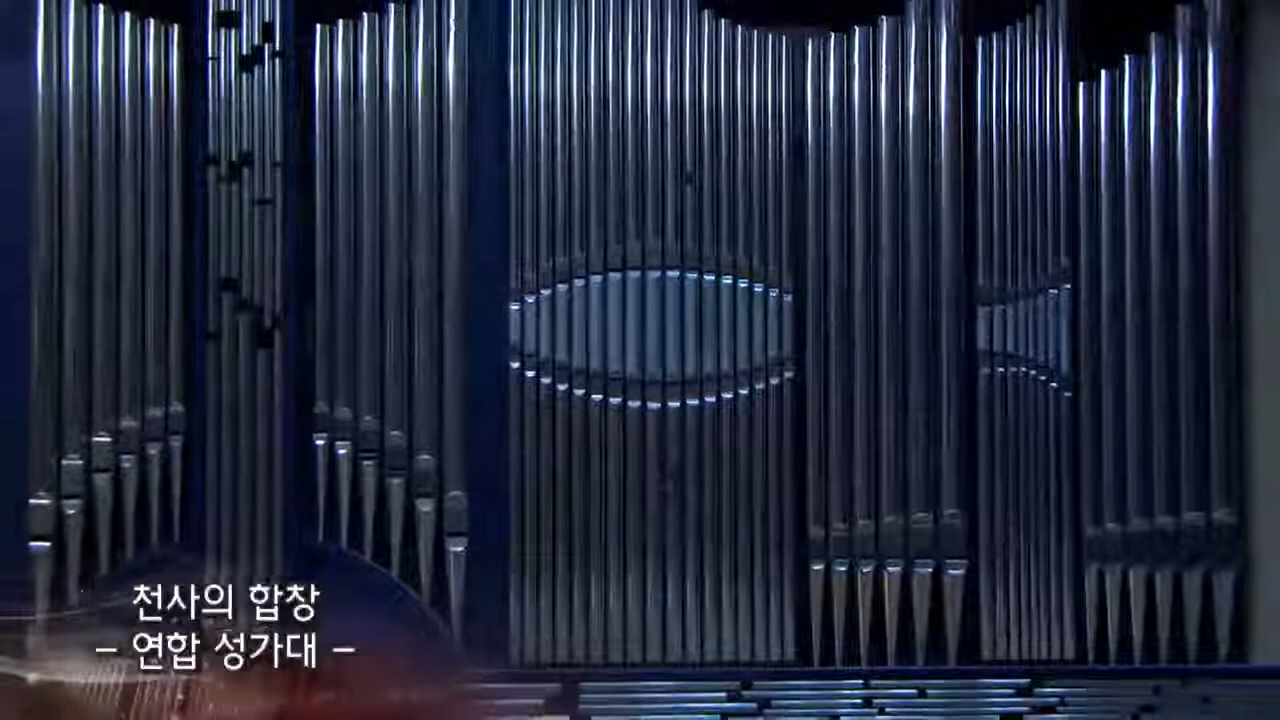 천사의 합창
- 연합 성가대 -